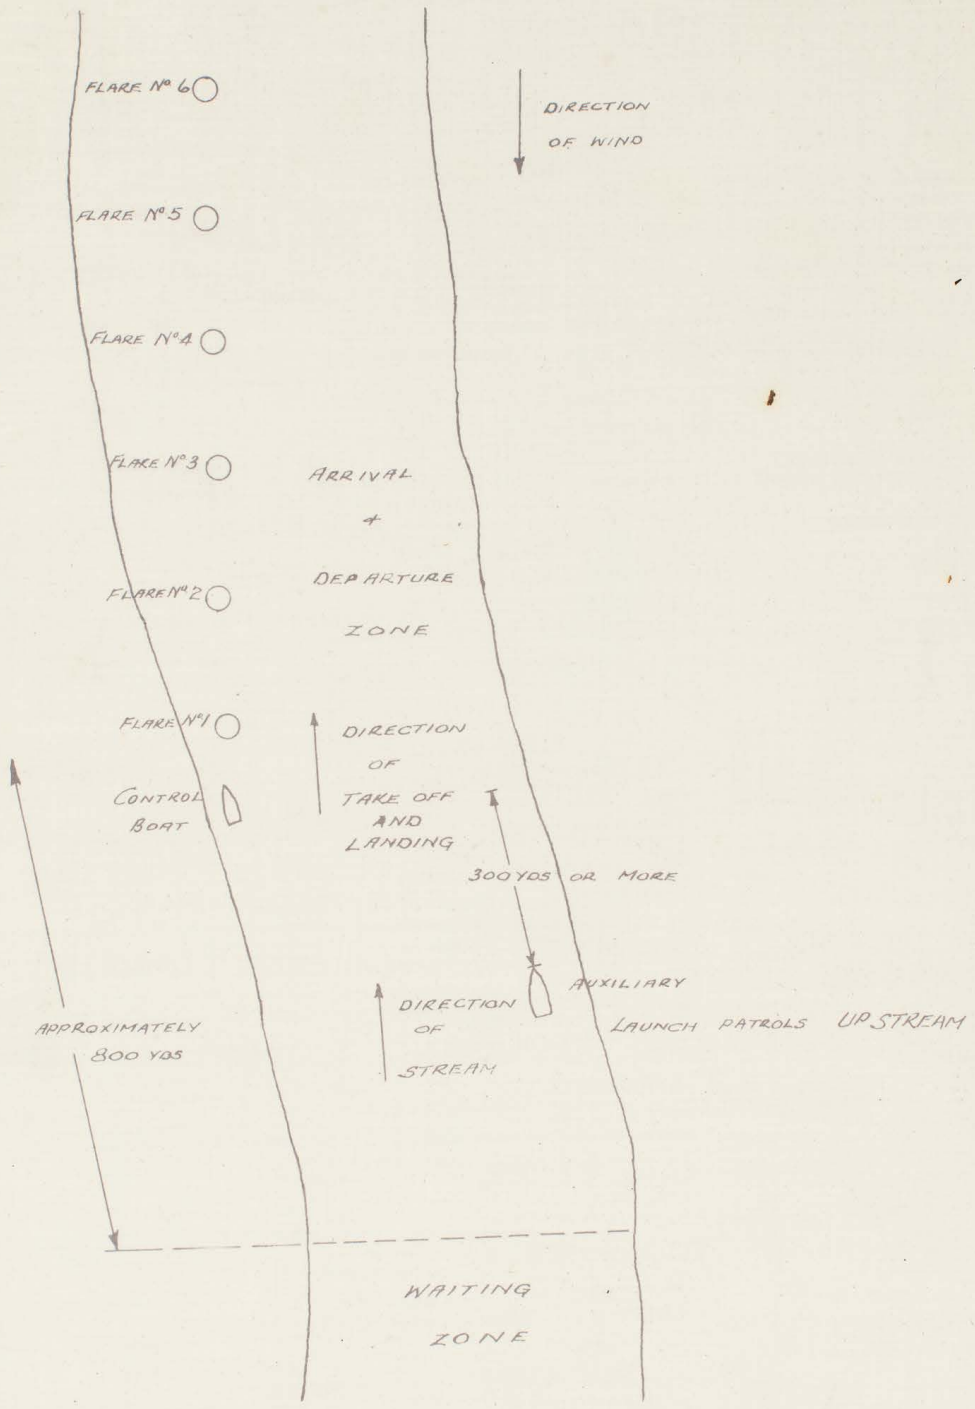 FLARE Nº 6
DIRECTION
OF WIND
FLARE Nº 5
FLARE Nº 4
FLARE Nº 3
ARRIVAL
+
DEPARTURE
ZONE
FLARE Nº 2
FLARE Nº 1
DIRECTION
OF
TAKE OFF
AND
LANDING
CONTROL
BOAT
300 YDS OR MORE
AUXILIARY
LAUNCH PATROLS UP STREAM
DIRECTION
OF
STREAM
APPROXIMATELY
800 YDS
WAITING
ZONE